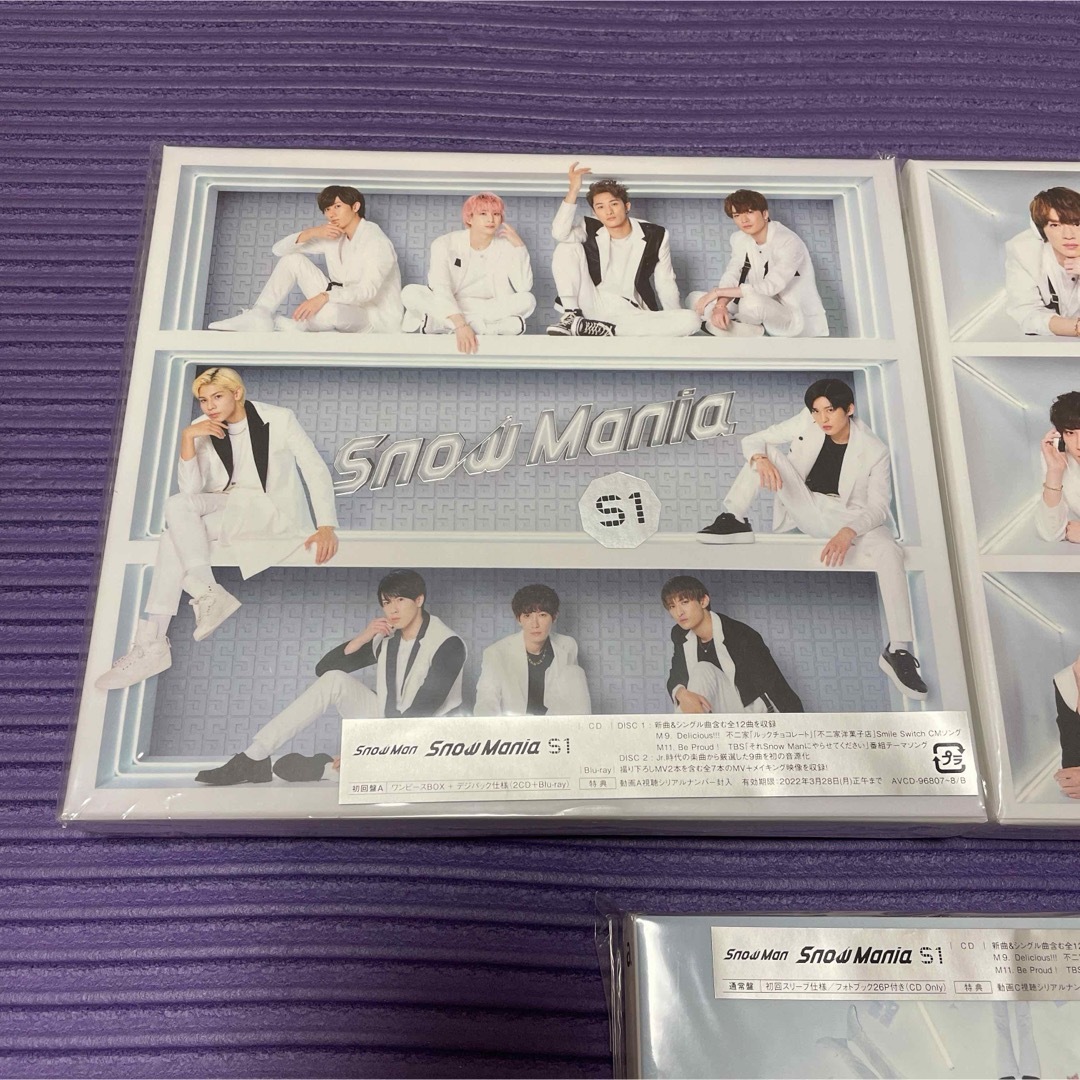 Snow Mania
S1
Snow Man Snow Mania S1
初回盤A ワンピースBOX + デジパック仕様(2CD+Blu-ray)
CD DISC 1 : 新曲&シングル曲含む全12曲を収録
M 9. Delicious!!! 不二家「ルックチョコレート」「不二家洋菓子店」Smile Switch CMソング
M11. Be Proud! TBS「それSnow Manにやらせてください」番組テーマソング
DISC 2 : Jr.時代の楽曲から厳選した9曲を初の音源化
Blu-ray 撮り下ろしMV2本を含む全7本のMV+メイキング映像を収録!
特典 動画A視聴シリアルナンバー封入 有効期限:2022年3月28日(月)正午まで AVCD-96807~8/B
プラ
Snow Man Snow Mania S1
通常盤 初回スリーブ仕様/フォトブック26P付き(CD Only)
CD 新曲&シングル曲含む全12
M 9. Delicious!!! 不二
M11. Be Proud! TBS
特典 動画C視聴シリアルナン